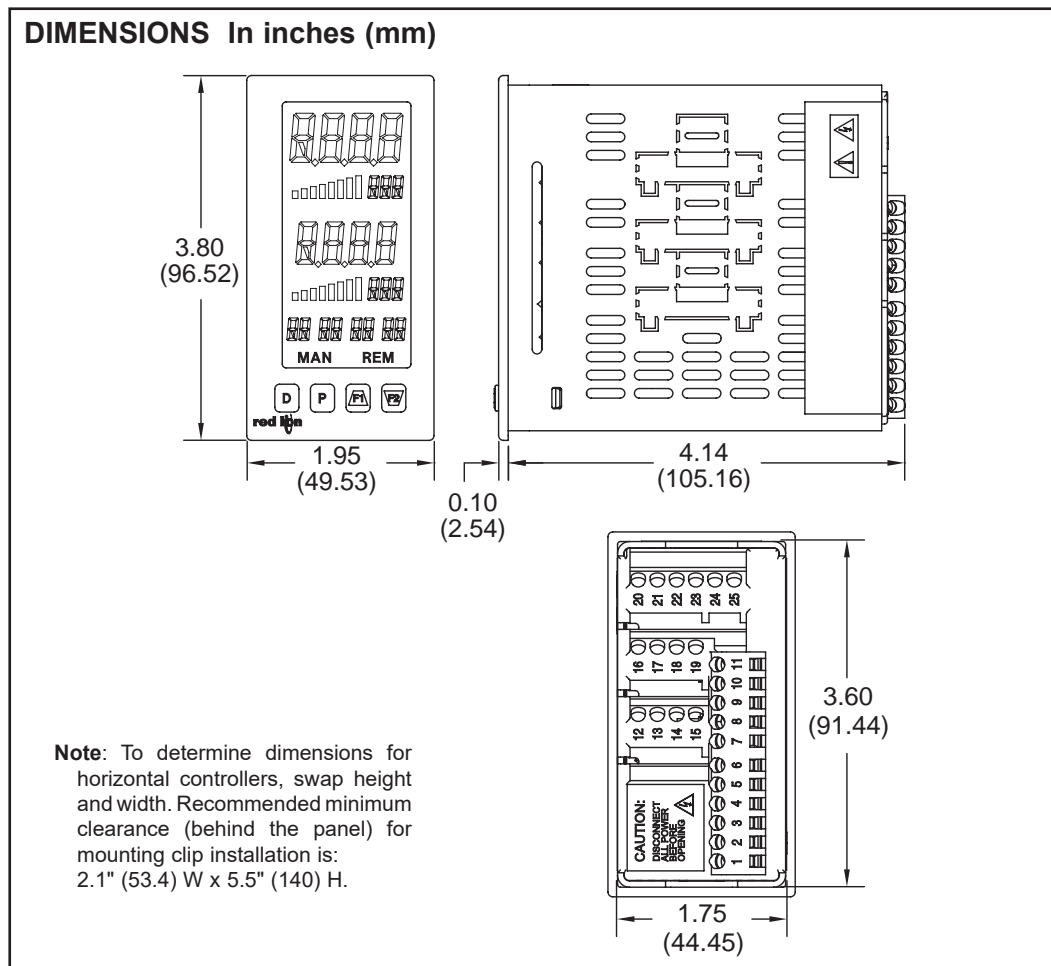 DIMENSIONS In inches (mm)
3.80
(96.52)
MAN REM
D P F1 F2
red lion
1.95
(49.53)
0.10
(2.54)
4.14
(105.16)
20 21 22 23 24 25
16 17 18 19
12 13 14 15
11
10
9
8
7
6
5
4
3
2
1
CAUTION:
DISCONNECT
ALL POWER
BEFORE
OPENING
3.60
(91.44)
1.75
(44.45)
Note: To determine dimensions for
horizontal controllers, swap height
and width. Recommended minimum
clearance (behind the panel) for
mounting clip installation is:
2.1" (53.4) W x 5.5" (140) H.